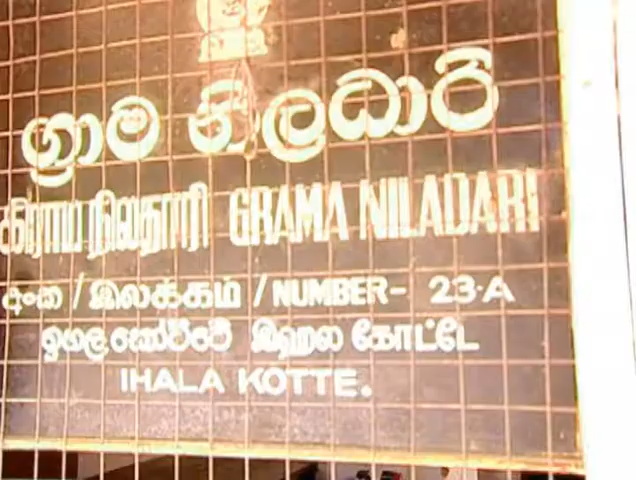 ග්‍රාම නිලධාරි
கிராம நிலதாரி GRAMA NILADARI
අංක / இலக்கம் / NUMBER- 23-A
ඉහල කෝට්ටේ இஹல கோட்டே
IHALA KOTTE.